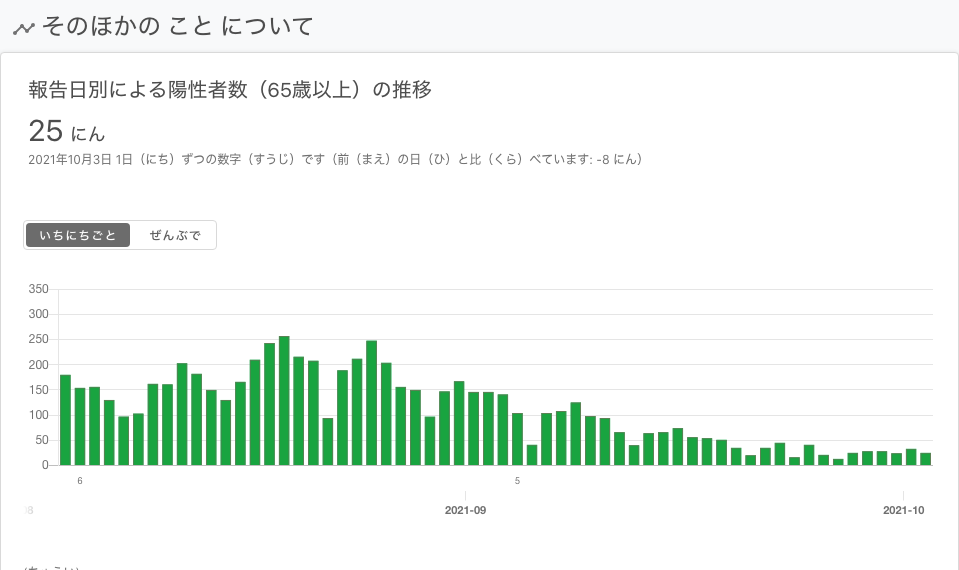 そのほかの こと について
報告日別による陽性者数（65歳以上）の推移
25 にん
2021年10月3日 1日（にち）ずつの数字（すうじ）です（前（まえ）の日（ひ）と比（くら）べています: -8 にん）
いちにちごと ぜんぶで
350
300
250
200
150
100
50
0
6 5
2021-09 2021-10